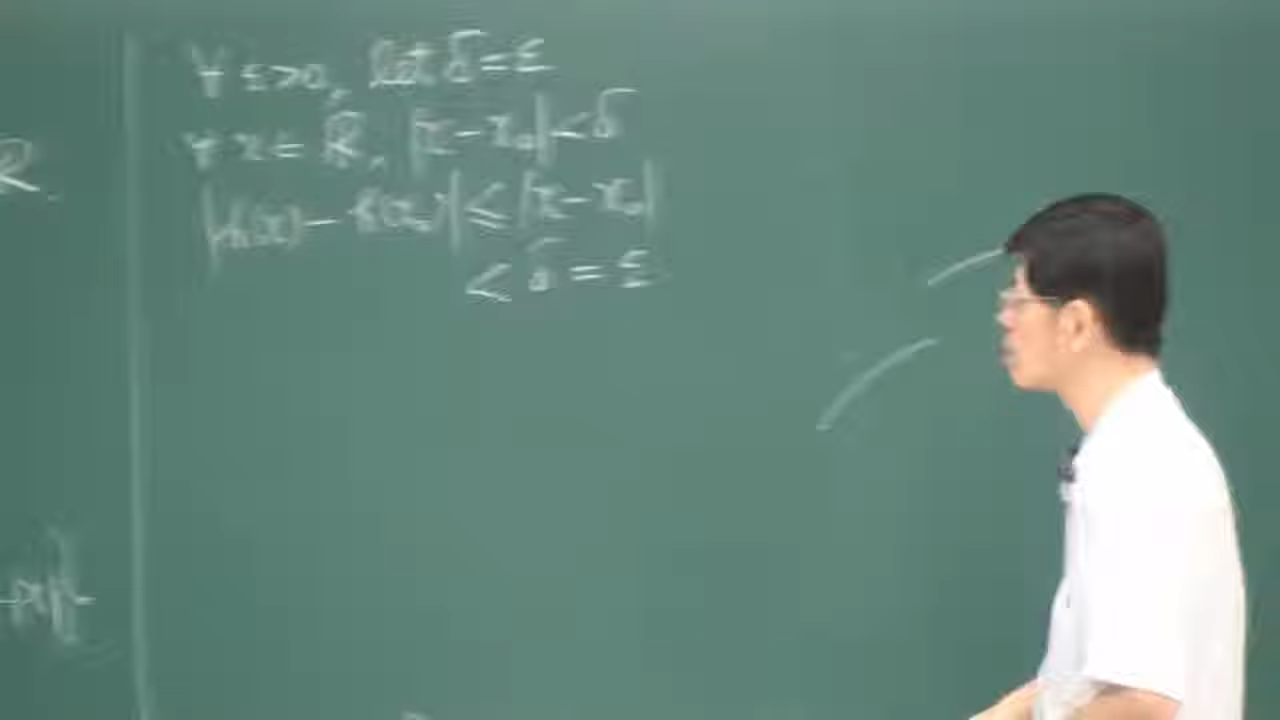 ∀ ε>0, let δ=ε
∀ x∈ R, |x-x₀|<δ
|f(x)-f(x₀)|≤|x-x₀|
<δ=ε
R.